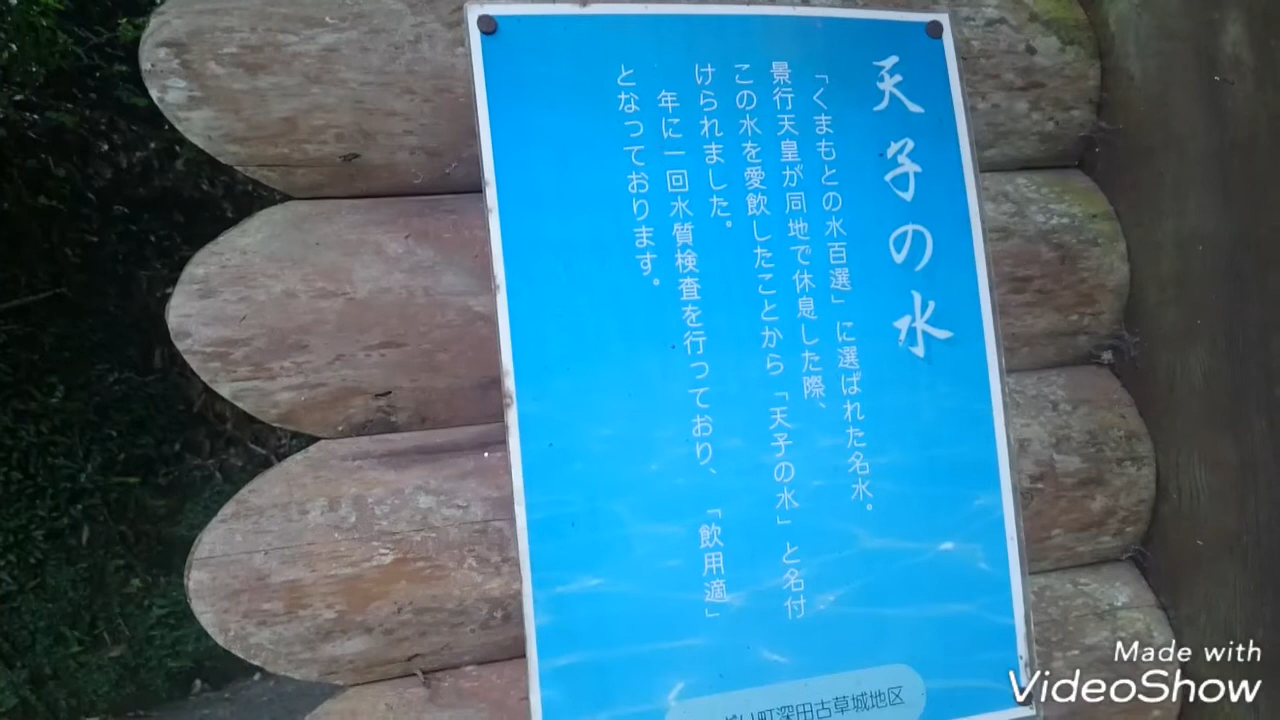 天子の水
「くまもとの水百選」に選ばれた名水。
景行天皇が同地で休息した際、
この水を愛飲したことから「天子の水」と名付
けられました。
年に一回水質検査を行っており、「飲用適」
となっております。
町深田古草城地区
Made with
VideoShow